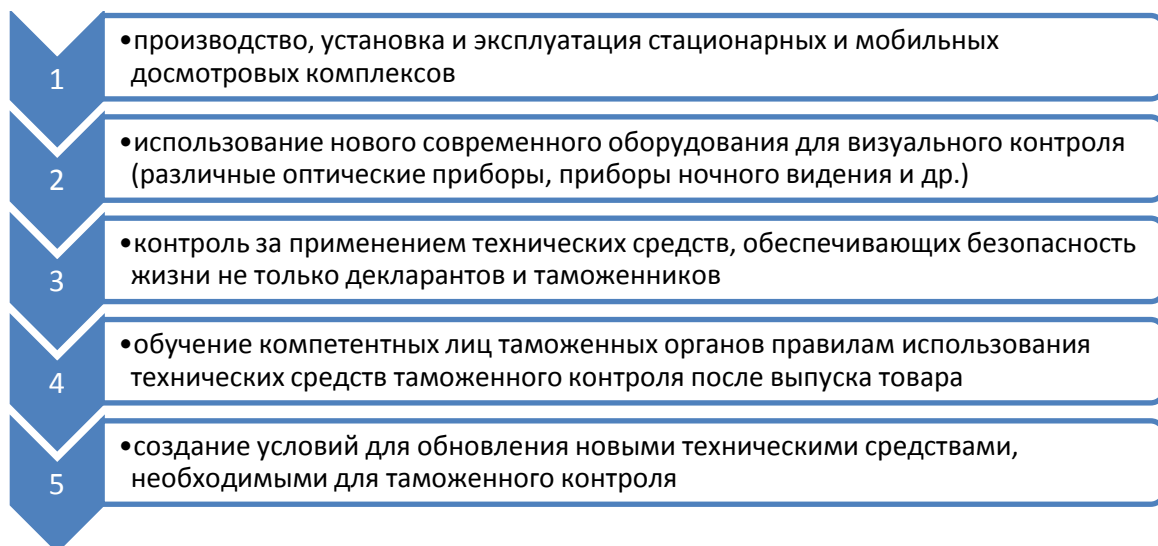 1
•производство, установка и эксплуатация стационарных и мобильных
досмотровых комплексов
2
•использование нового современного оборудования для визуального контроля
(различные оптические приборы, приборы ночного видения и др.)
3
•контроль за применением технических средств, обеспечивающих безопасность
жизни не только декларантов и таможенников
4
•обучение компетентных лиц таможенных органов правилам использования
технических средств таможенного контроля после выпуска товара
5
•создание условий для обновления новыми техническими средствами,
необходимыми для таможенного контроля